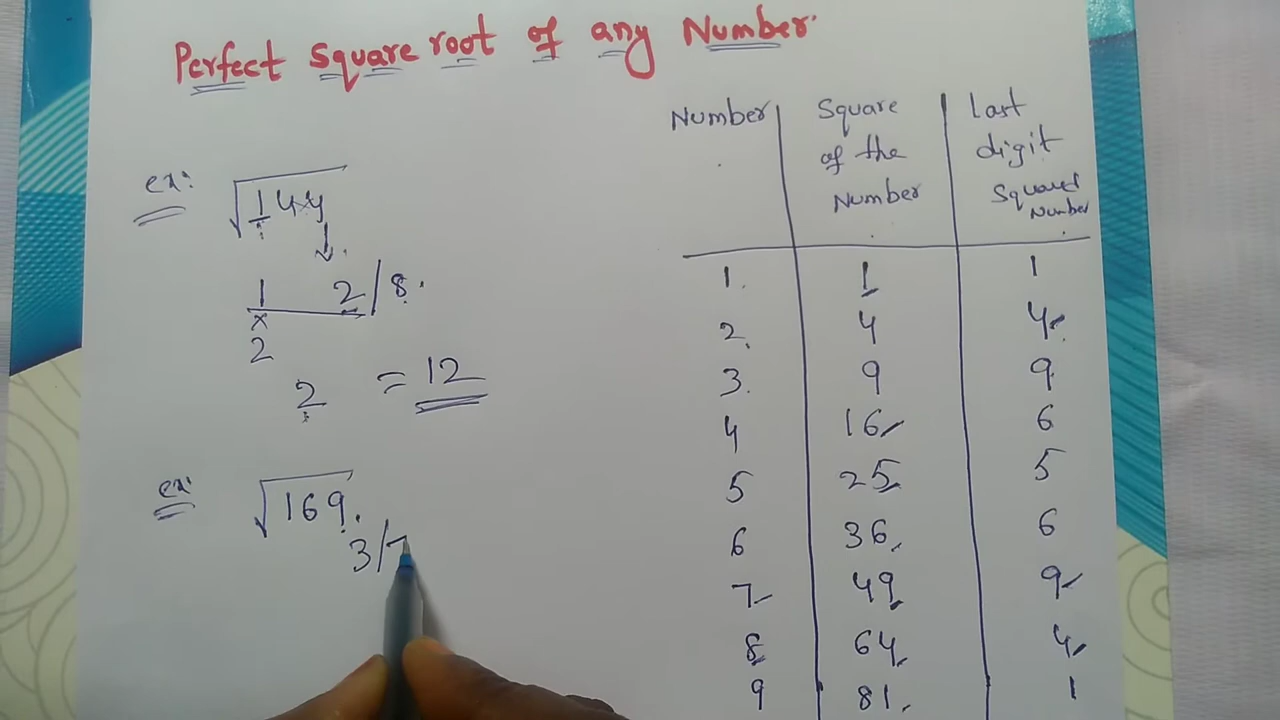 Perfect Square root of any Number.
ex:
√144
1 2/8.
×
2
2 = 12
ex:
√169.
3/7
Number Square of the Number Last digit Squared Number
1. 1 1
2. 4 4
3. 9 9
4 16 6
5 25 5
6 36 6
7 49 9
8 64 4
9 81 1